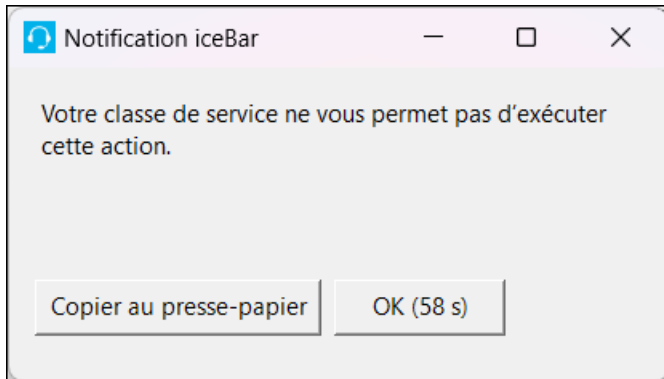 Notification iceBar
Votre classe de service ne vous permet pas d’exécuter
cette action.
Copier au presse-papier
OK (58 s)